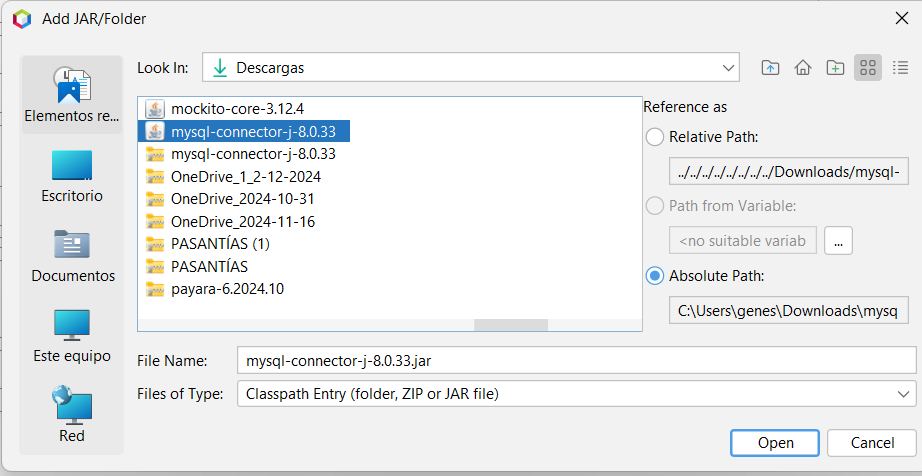 Add JAR/Folder
Look In:
Descargas
Elementos re...
Escritorio
Documentos
Este equipo
Red
mockito-core-3.12.4
mysql-connector-j-8.0.33
mysql-connector-j-8.0.33
OneDrive_1_2-12-2024
OneDrive_2024-10-31
OneDrive_2024-11-16
PASANTÍAS (1)
PASANTÍAS
payara-6.2024.10
Reference as
Relative Path:
../../../../../../../../Downloads/mysql-
Path from Variable:
<no suitable variab
...
Absolute Path:
C:\Users\genes\Downloads\mysq
File Name:
mysql-connector-j-8.0.33.jar
Files of Type:
Classpath Entry (folder, ZIP or JAR file)
Open
Cancel